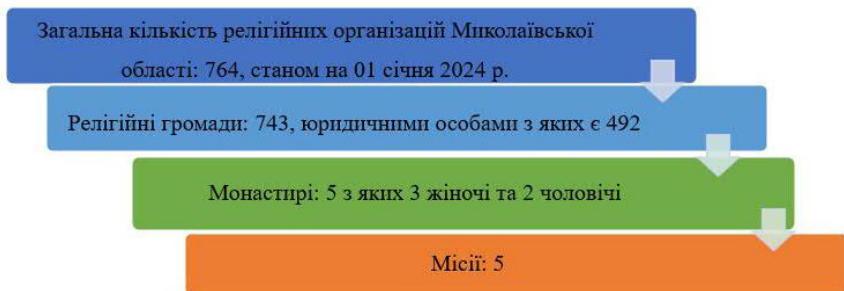 Загальна кількість релігійних організацій Миколаївської
області: 764, станом на 01 січня 2024 р.
Релігійні громади: 743, юридичними особами з яких є 492
Монастирі: 5 з яких 3 жіночі та 2 чоловічі
Місії: 5